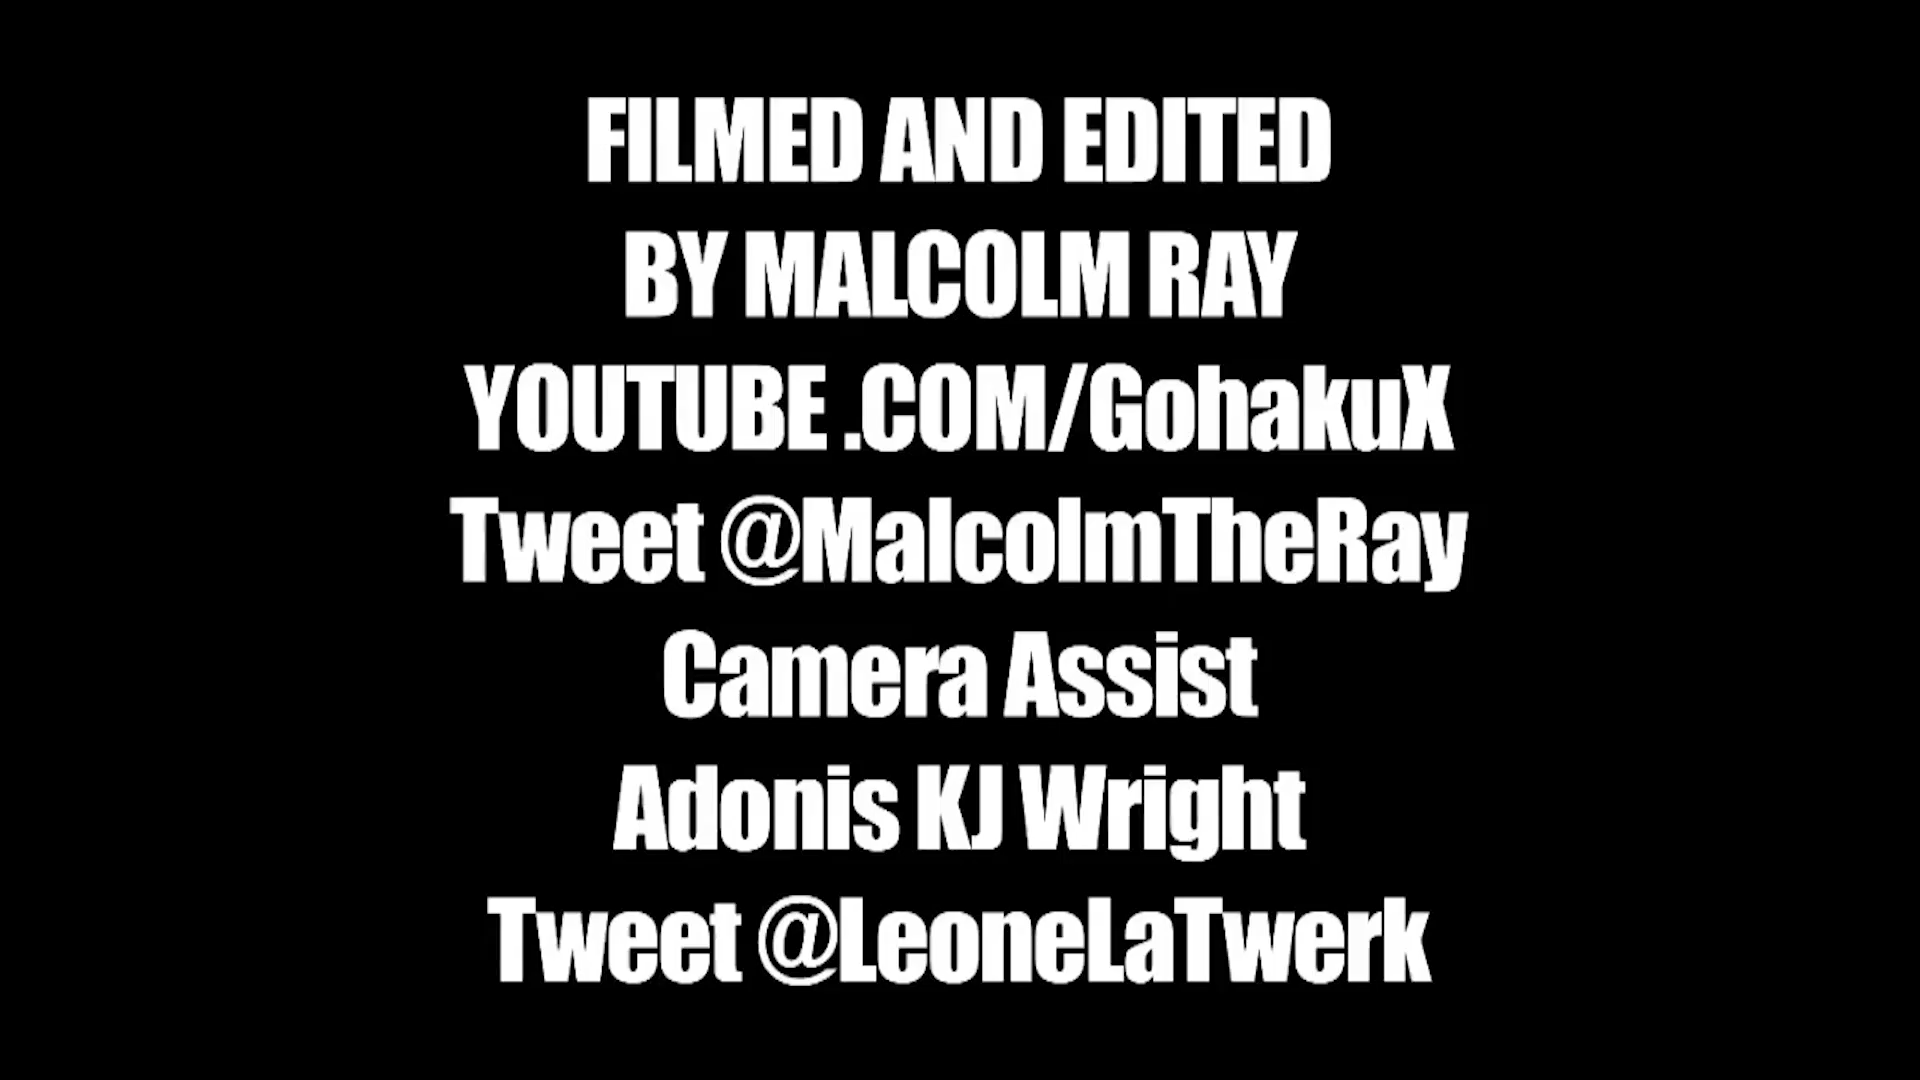 FILMED AND EDITED
BY MALCOLM RAY
YOUTUBE .COM/GohakuX
Tweet @MalcolmTheRay
Camera Assist
Adonis KJ Wright
Tweet @LeoneLaTwerk